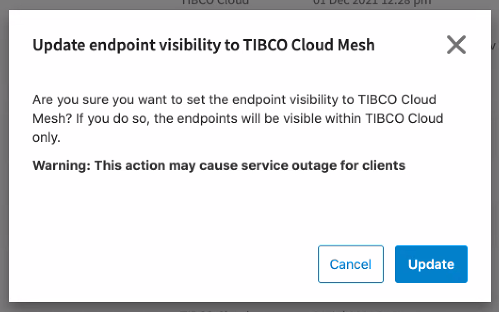 TIBCO Cloud 01 Dec 2021 12:28 pm
Update endpoint visibility to TIBCO Cloud Mesh
Are you sure you want to set the endpoint visibility to TIBCO Cloud
Mesh? If you do so, the endpoints will be visible within TIBCO Cloud
only.
Warning: This action may cause service outage for clients
Cancel Update